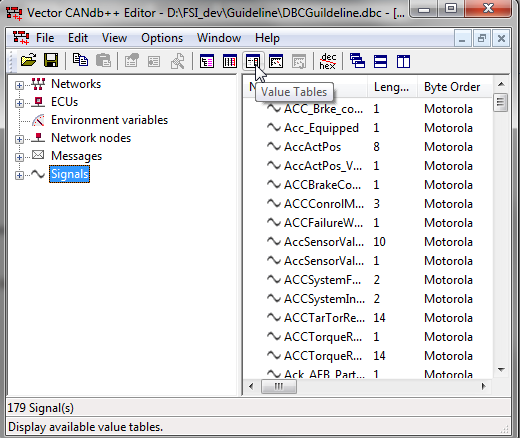 Vector CANdb++ Editor - D:\FSI_dev\Guideline\DBCGuildeline.dbc - [...
File Edit View Options Window Help
dec
hex
Value Tables
N Leng... Byte Order
Networks
ECUs
Environment variables
Network nodes
Messages
Signals
ACC_Brke_co... 1 Motorola
Acc_Equipped 1 Motorola
AccActPos 8 Motorola
AccActPos_V... 1 Motorola
ACCBrakeCo... 1 Motorola
ACCConrolM... 3 Motorola
ACCFailureW... 1 Motorola
AccSensorVal... 10 Motorola
AccSensorVal... 1 Motorola
ACCSystemF... 2 Motorola
ACCSystemIn... 2 Motorola
ACCTarTorRe... 14 Motorola
ACCTorqueR... 1 Motorola
ACCTorqueR... 14 Motorola
Ack_AEB_Part... 1 Motorola
179 Signal(s)
Display available value tables.